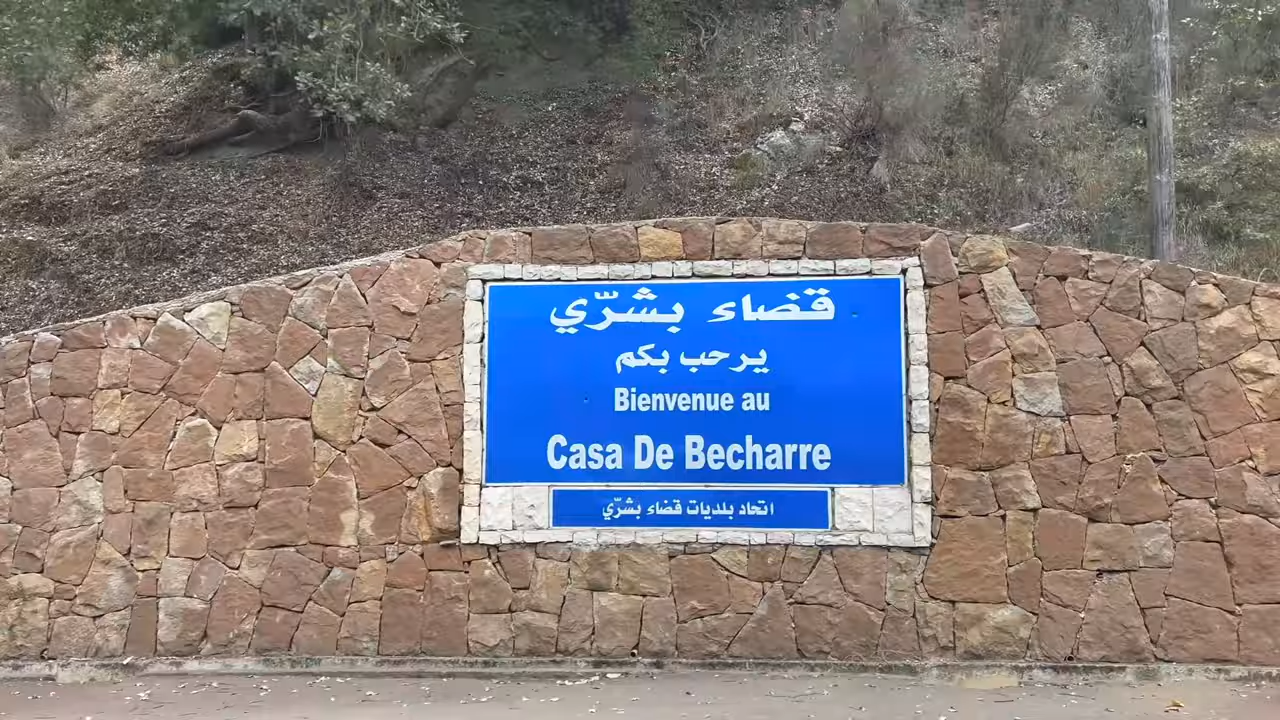 قضاء بشرّي
يرحب بكم
Bienvenue au
Casa De Becharre
اتحاد بلديات قضاء بشرّي